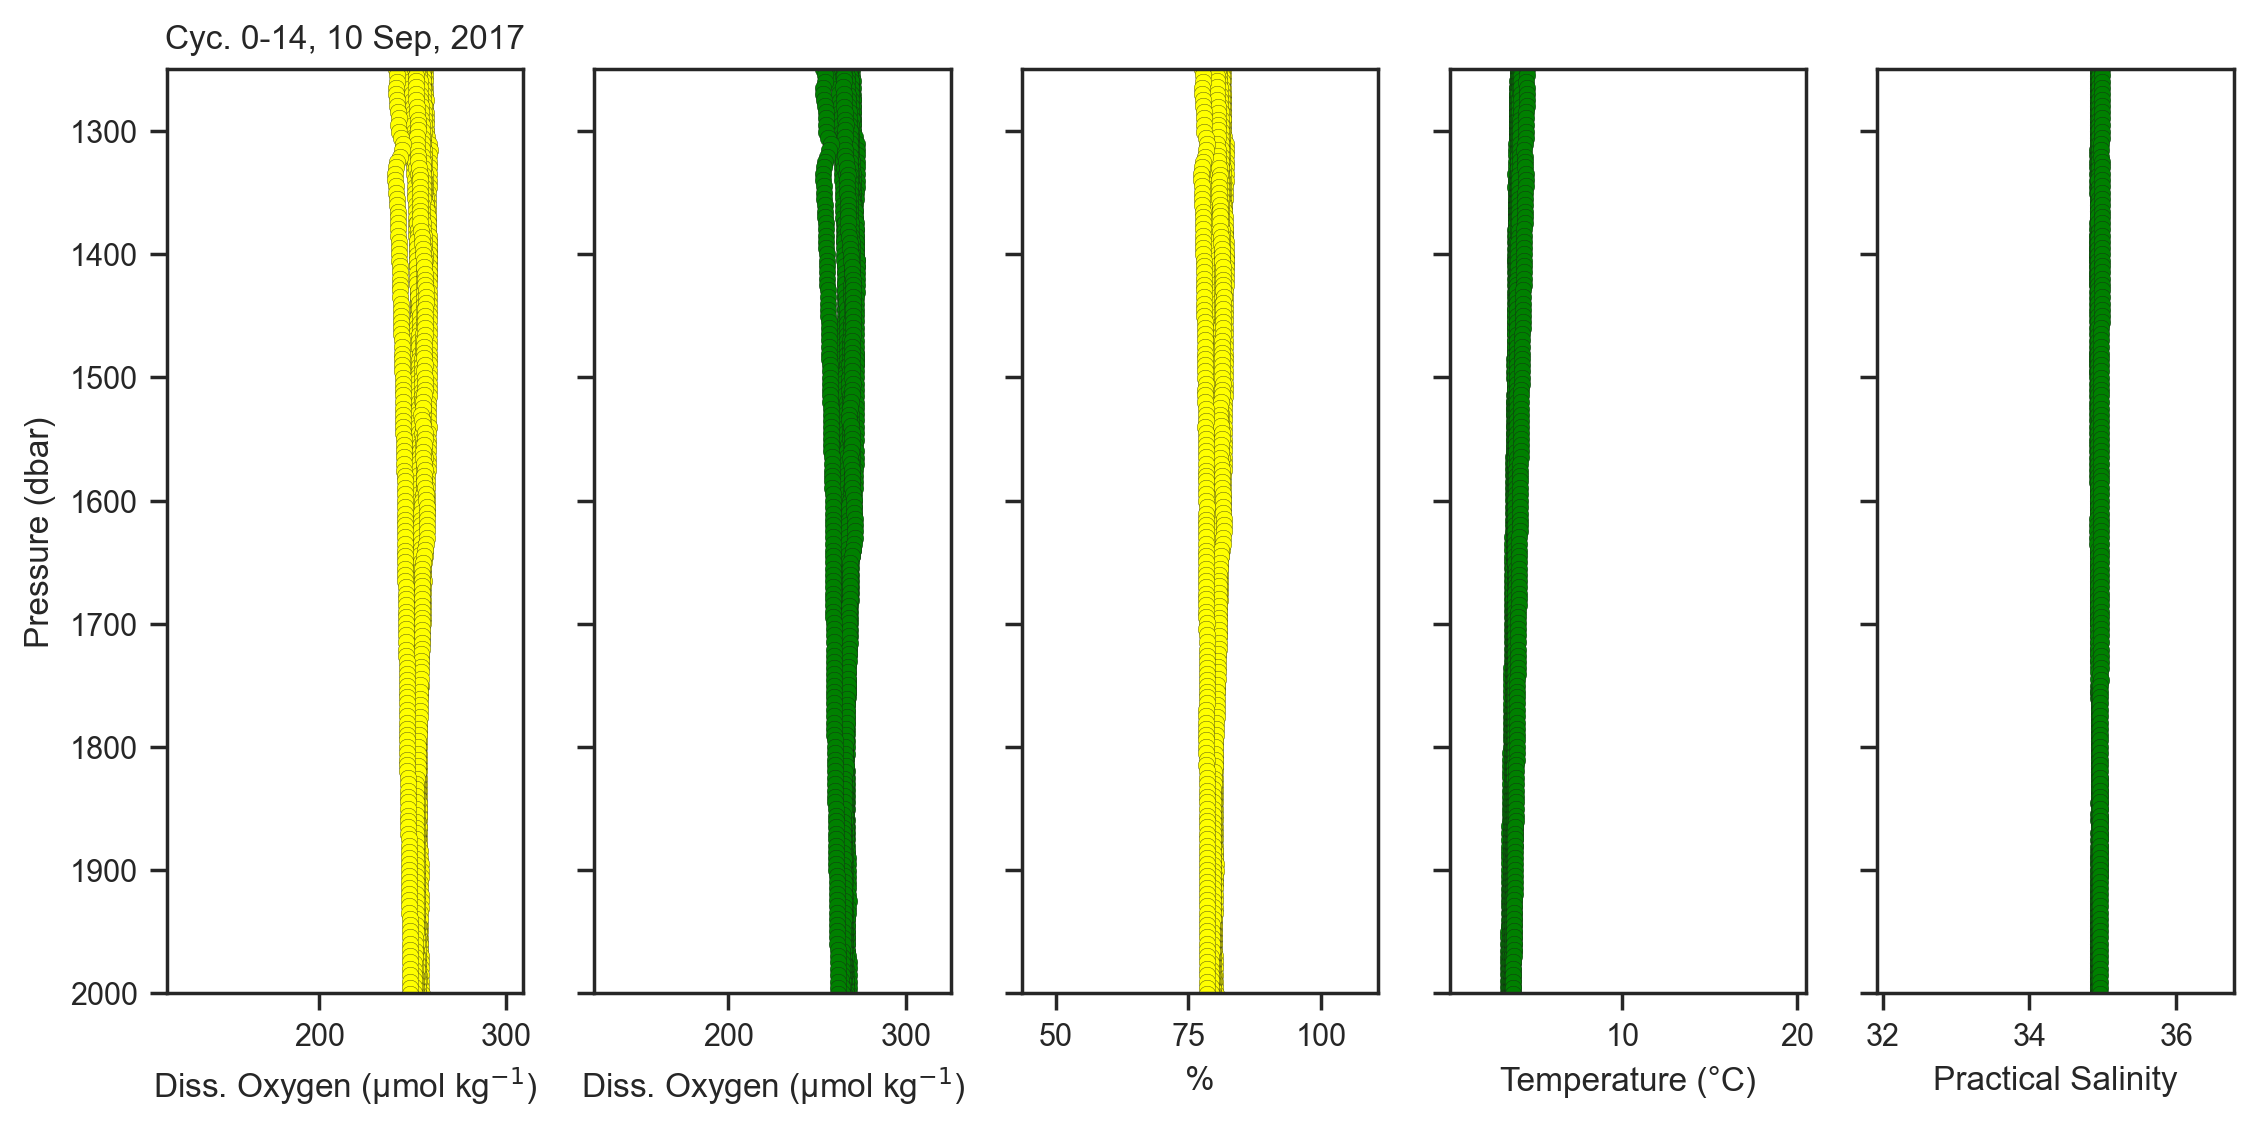 Cyc. 0-14, 10 Sep, 2017
Pressure (dbar)
1300
1400
1500
1600
1700
1800
1900
2000
200 300
200 300
50 75 100
10 20
32 34 36
Diss. Oxygen (µmol kg⁻¹)
Diss. Oxygen (µmol kg⁻¹)
%
Temperature (°C)
Practical Salinity